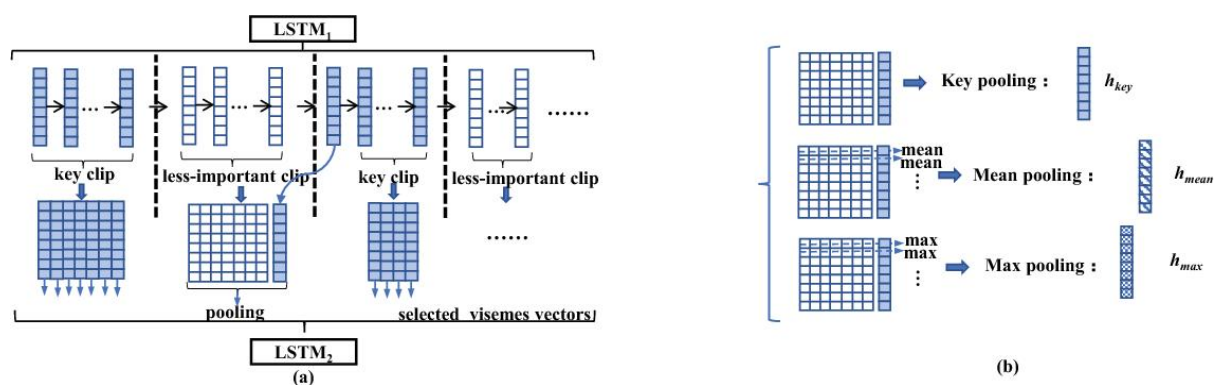 LSTM1
... ... ... ... ......
key clip less-important clip key clip less-important clip
......
pooling selected visemes vectors
LSTM2
(a)
Key pooling : hkey
mean
mean
⋮
Mean pooling : hmean
max
max
⋮
Max pooling : hmax
(b)